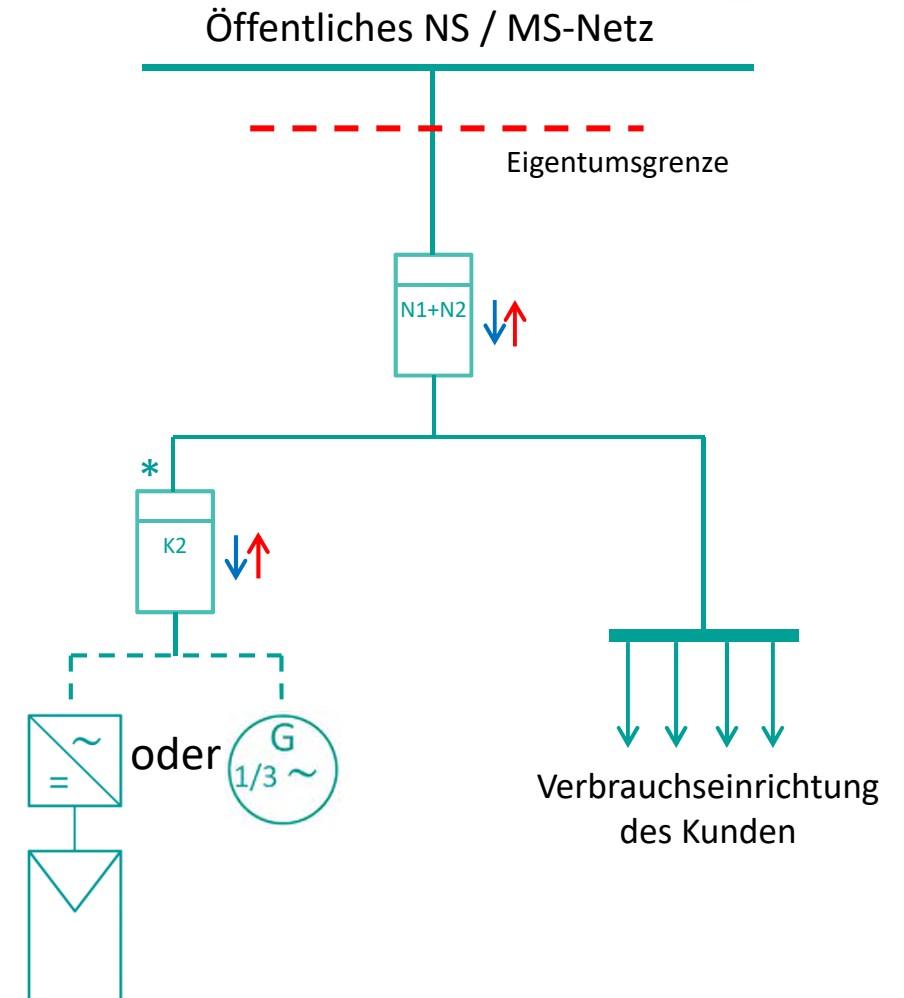 Öffentliches NS / MS-Netz
Eigentumsgrenze
N1+N2
*
K2
~
=
oder
G
1/3 ~
Verbrauchseinrichtung
des Kunden